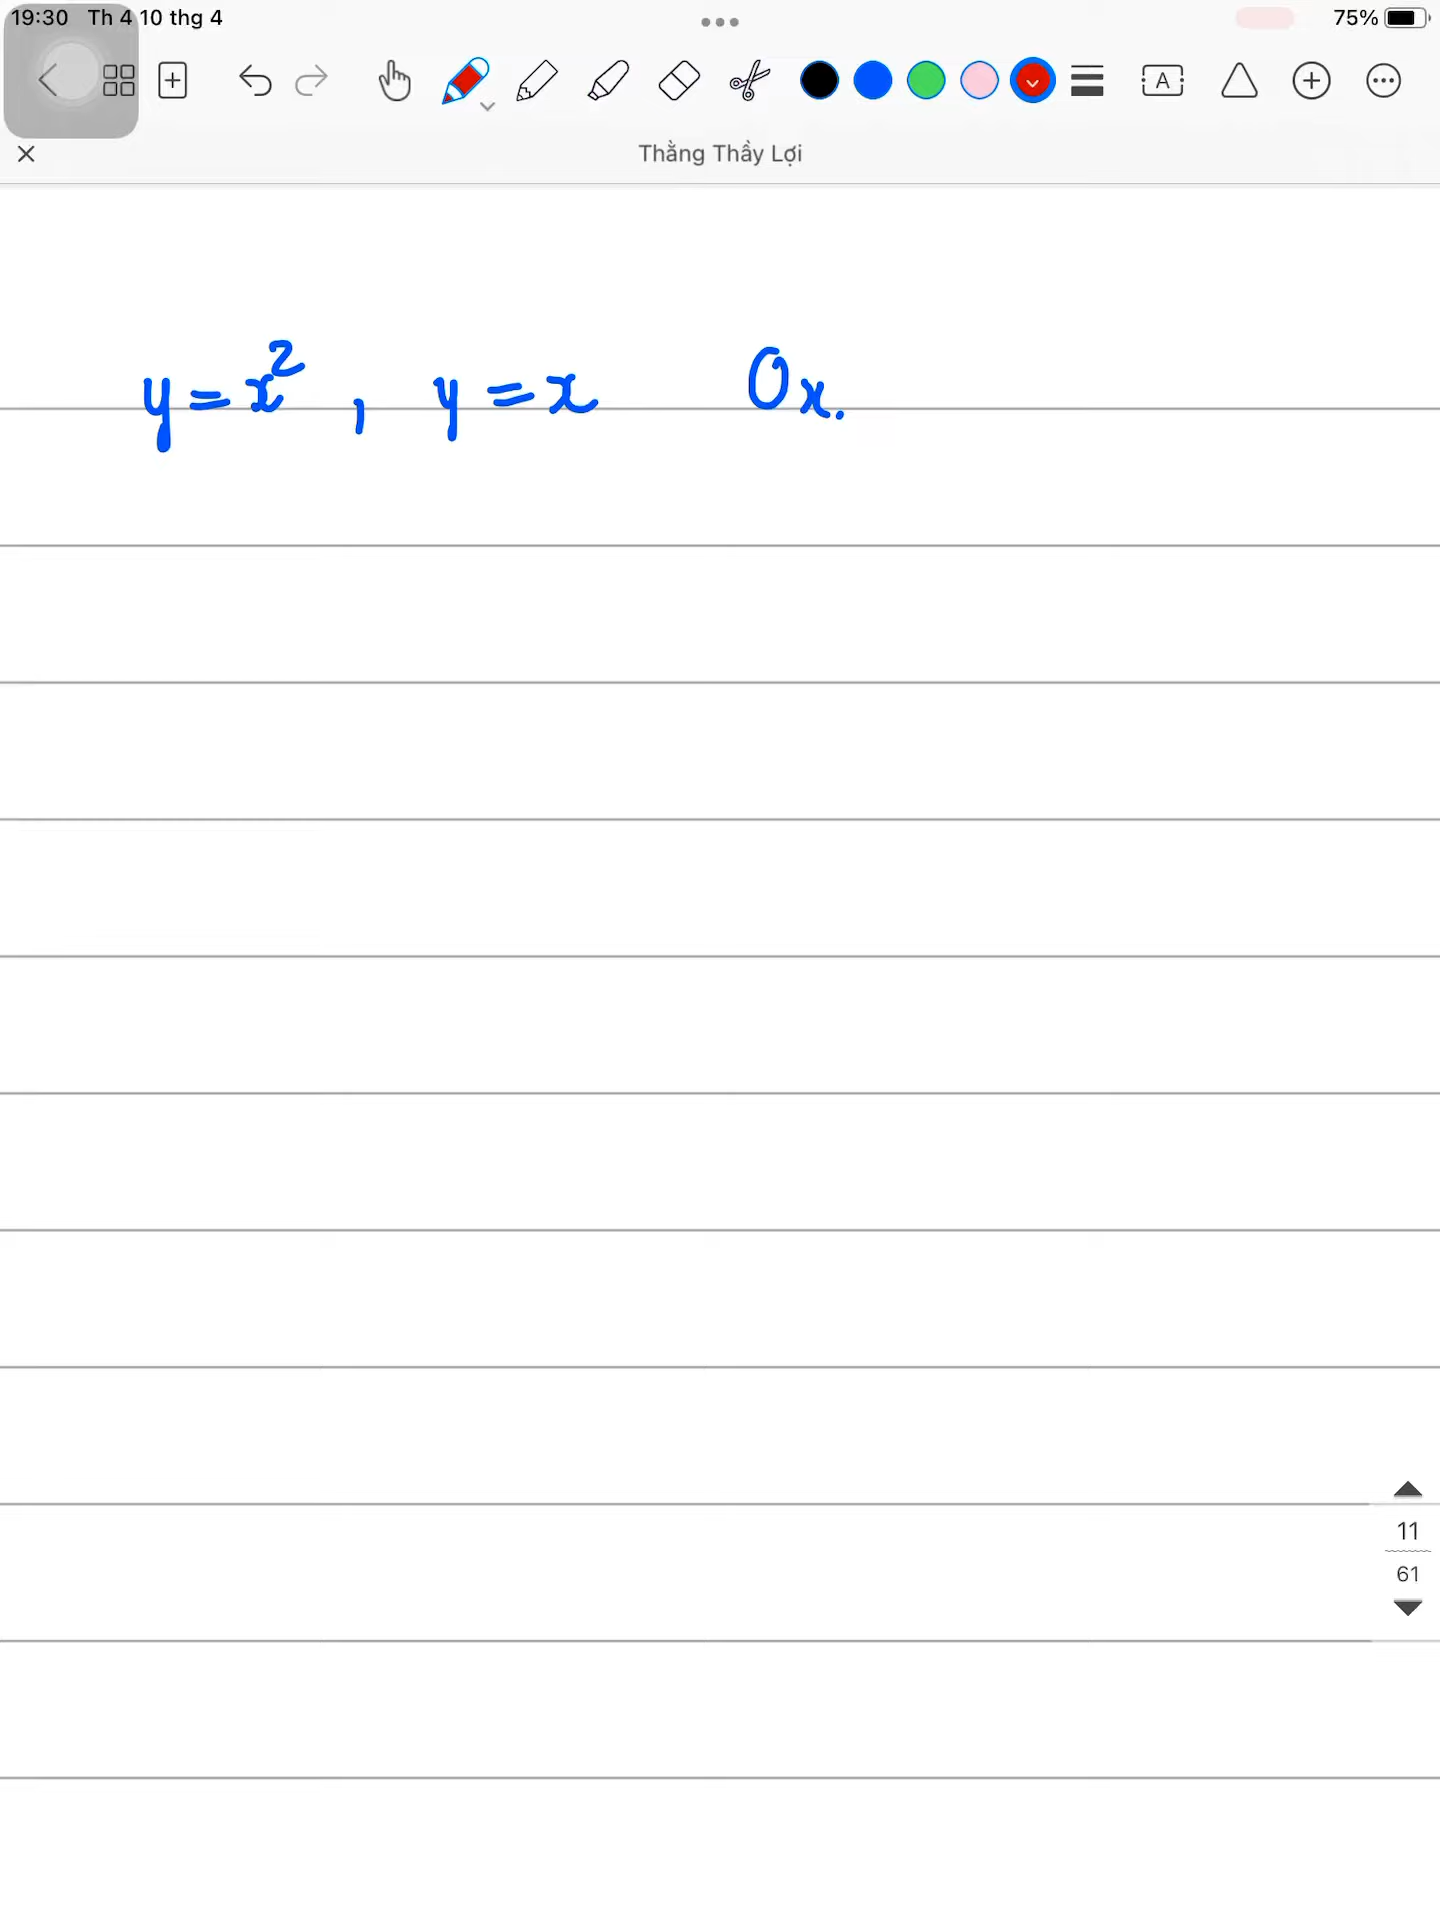 19:30 Th 4 10 thg 4 75%
A
Thằng Thầy Lợi
y = x² , y = x Ox.
11
61